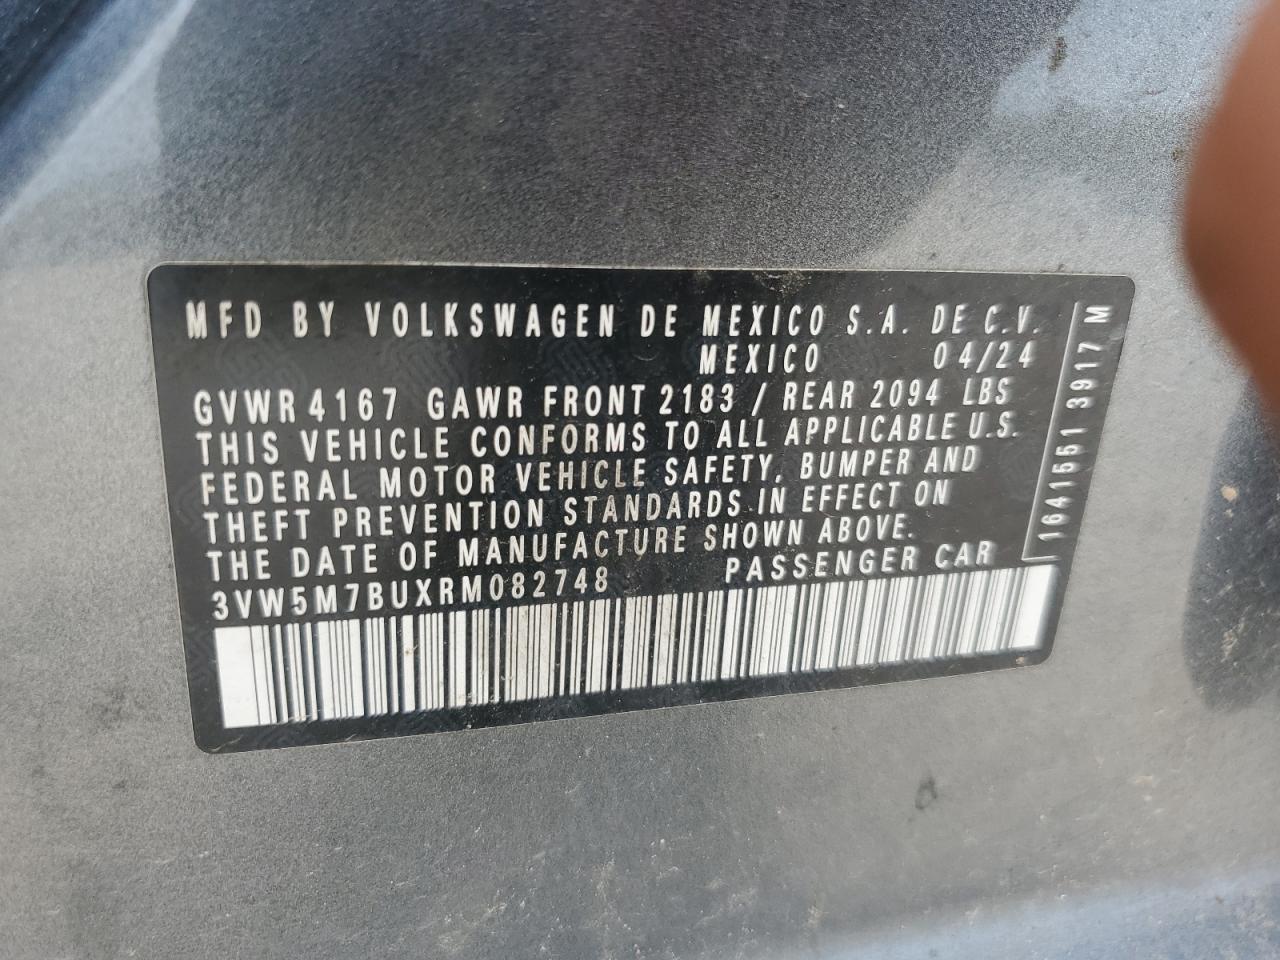 MFD BY VOLKSWAGEN DE MEXICO S.A. DE C.V.
MEXICO 04/24
GVWR 4167 GAWR FRONT 2183 / REAR 2094 LBS
THIS VEHICLE CONFORMS TO ALL APPLICABLE U.S.
FEDERAL MOTOR VEHICLE SAFETY, BUMPER AND
THEFT PREVENTION STANDARDS IN EFFECT ON
THE DATE OF MANUFACTURE SHOWN ABOVE.
3VW5M7BUXRM082748 PASSENGER CAR
1641551 3917 M